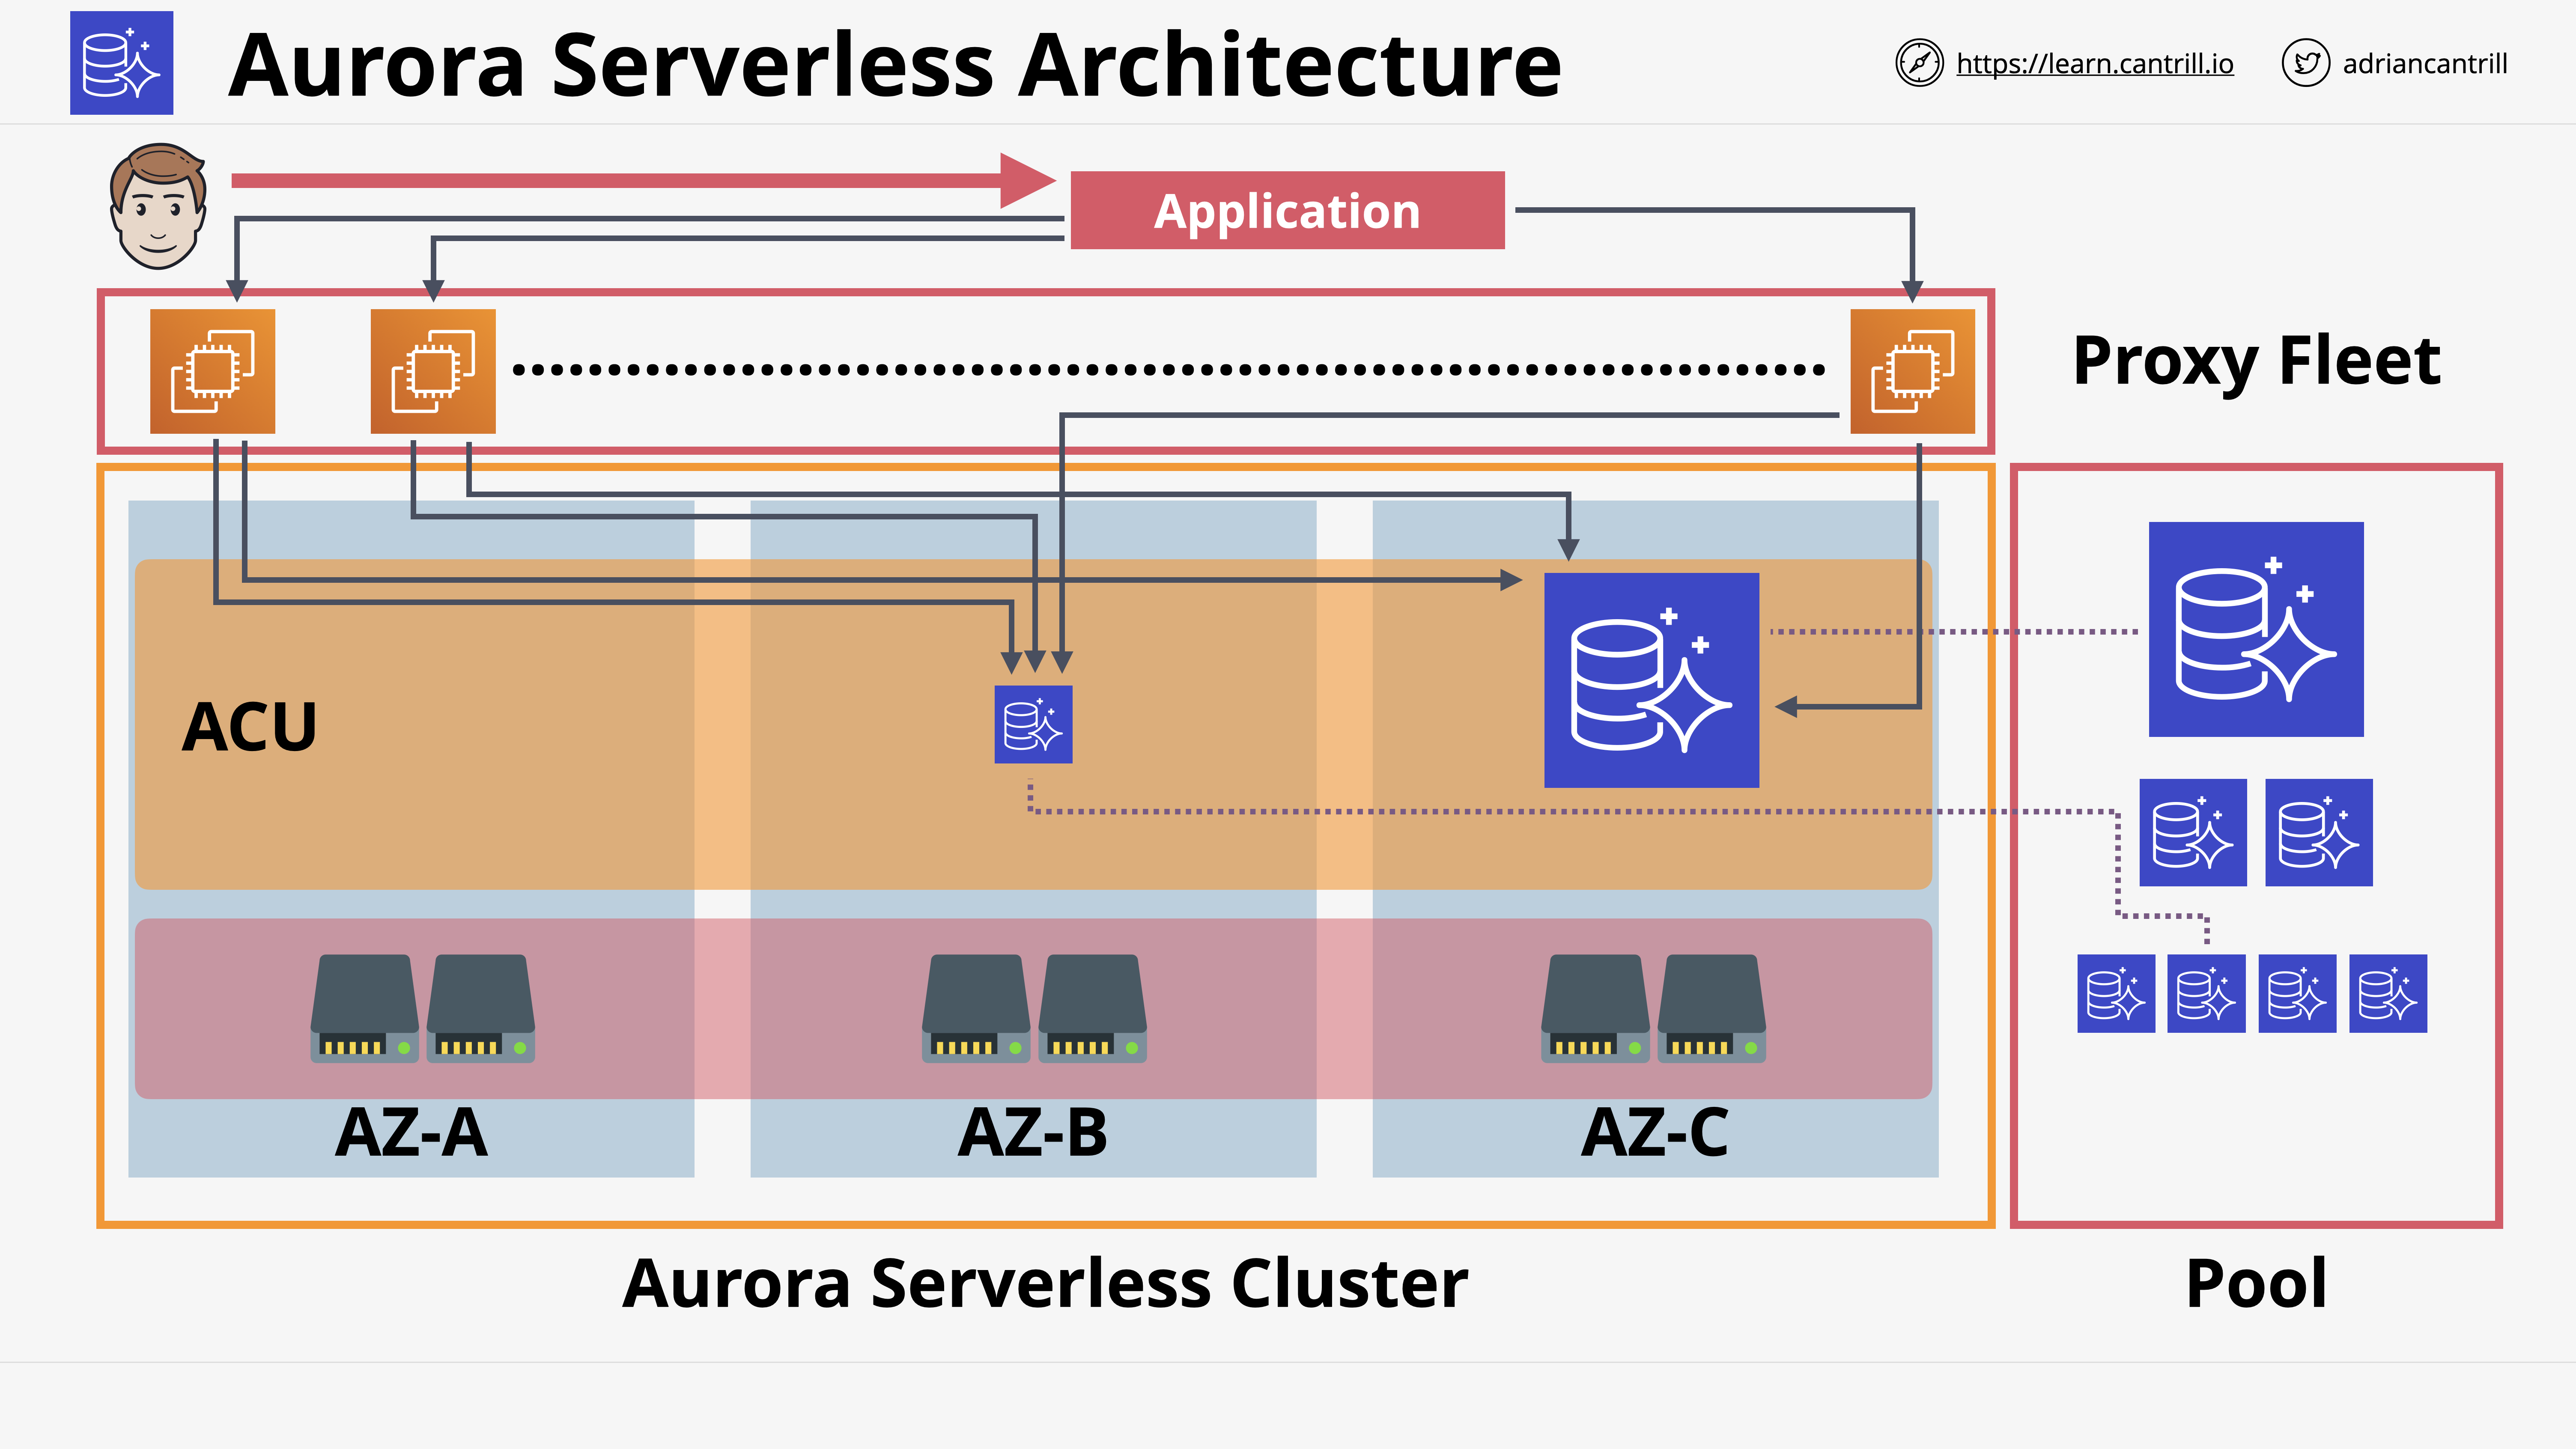 Aurora Serverless Architecture
https://learn.cantrill.io
adriancantrill
Application
Proxy Fleet
ACU
AZ-A
AZ-B
AZ-C
Aurora Serverless Cluster
Pool